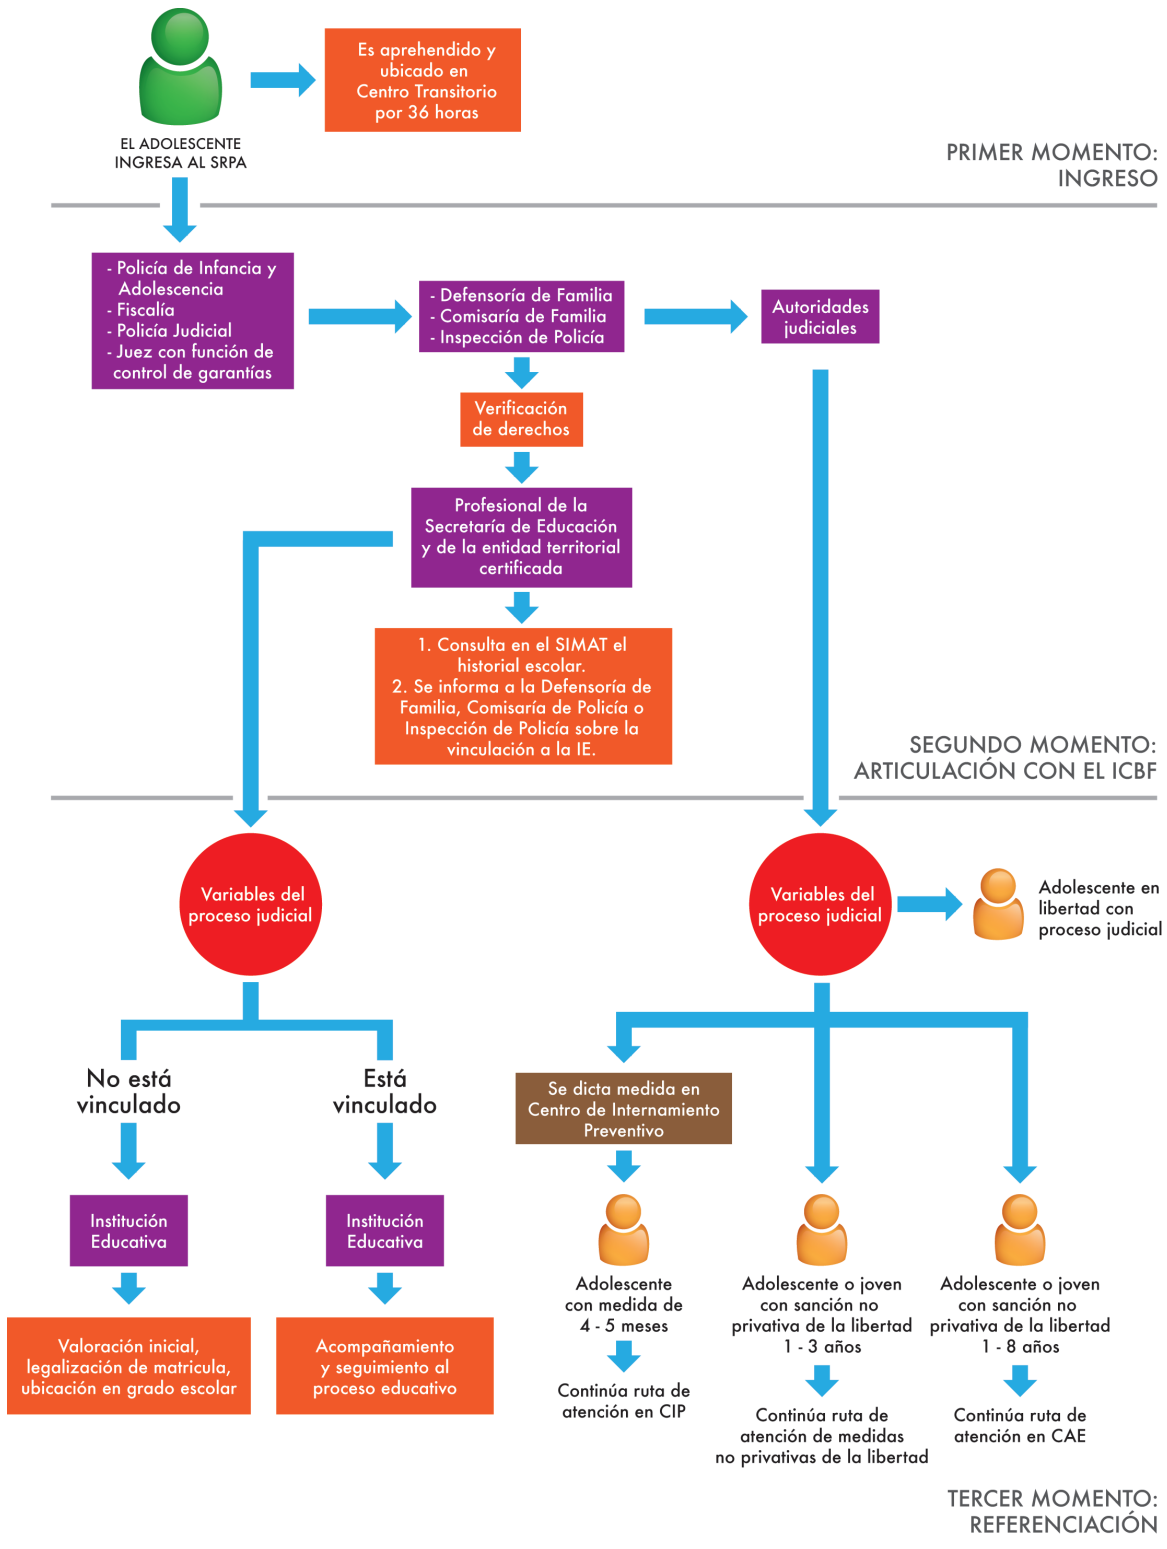 Es aprehendido y
ubicado en
Centro Transitorio
por 36 horas
EL ADOLESCENTE
INGRESA AL SRPA
PRIMER MOMENTO:
INGRESO
- Policía de Infancia y
Adolescencia
- Fiscalía
- Policía Judicial
- Juez con función de
control de garantías
- Defensoría de Familia
- Comisaría de Familia
- Inspección de Policía
Autoridades
judiciales
Verificación
de derechos
Profesional de la
Secretaría de Educación
y de la entidad territorial
certificada
1. Consulta en el SIMAT el
historial escolar.
2. Se informa a la Defensoría de
Familia, Comisaría de Policía o
Inspección de Policía sobre la
vinculación a la IE.
SEGUNDO MOMENTO:
ARTICULACIÓN CON EL ICBF
Variables del
proceso judicial
Variables del
proceso judicial
Adolescente en
libertad con
proceso judicial
No está
vinculado
Está
vinculado
Institución
Educativa
Institución
Educativa
Valoración inicial,
legalización de matricula,
ubicación en grado escolar
Acompañamiento
y seguimiento al
proceso educativo
Se dicta medida en
Centro de Internamiento
Preventivo
Adolescente
con medida de
4 - 5 meses
Continúa ruta de
atención en CIP
Adolescente o joven
con sanción no
privativa de la libertad
1 - 3 años
Continúa ruta de
atención de medidas
no privativas de la libertad
Adolescente o joven
con sanción no
privativa de la libertad
1 - 8 años
Continúa ruta de
atención en CAE
TERCER MOMENTO:
REFERENCIACIÓN